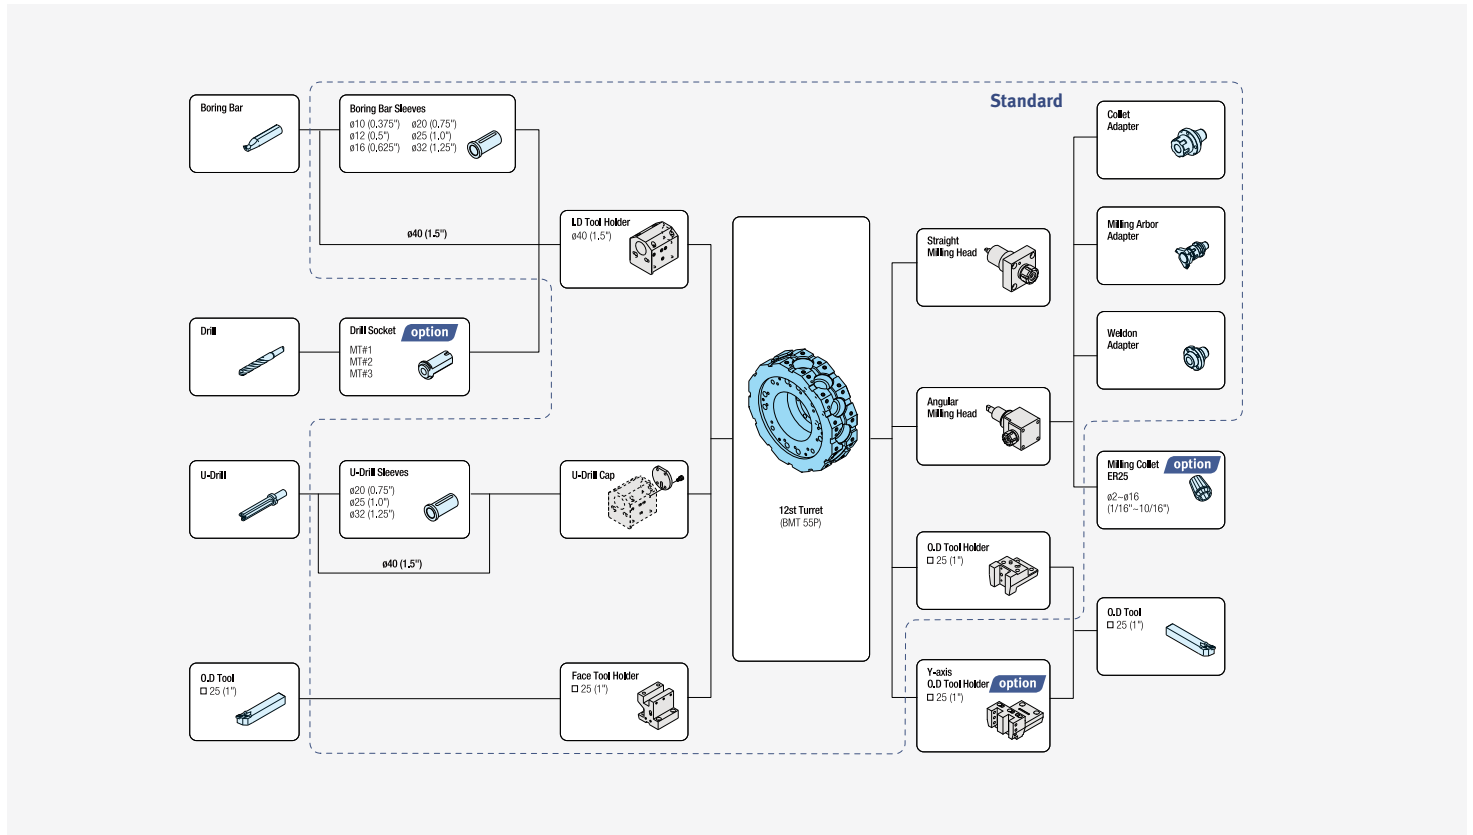 Standard
Boring Bar
Boring Bar Sleeves
ø10 (0.375") ø20 (0.75")
ø12 (0.5") ø25 (1.0")
ø16 (0.625") ø32 (1.25")
ø40 (1.5")
I.D Tool Holder
ø40 (1.5")
Drill
Drill Socket
option
MT#1
MT#2
MT#3
U-Drill
U-Drill Sleeves
ø20 (0.75")
ø25 (1.0")
ø32 (1.25")
ø40 (1.5")
U-Drill Cap
O.D Tool
25 (1")
Face Tool Holder
25 (1")
12st Turret
(BMT 55P)
Straight
Milling Head
Angular
Milling Head
O.D Tool Holder
25 (1")
Y-axis
O.D Tool Holder
option
25 (1")
Collet
Adapter
Milling Arbor
Adapter
Weldon
Adapter
Milling Collet
option
ER25
ø2~ø16
(1/16"~10/16")
O.D Tool
25 (1")